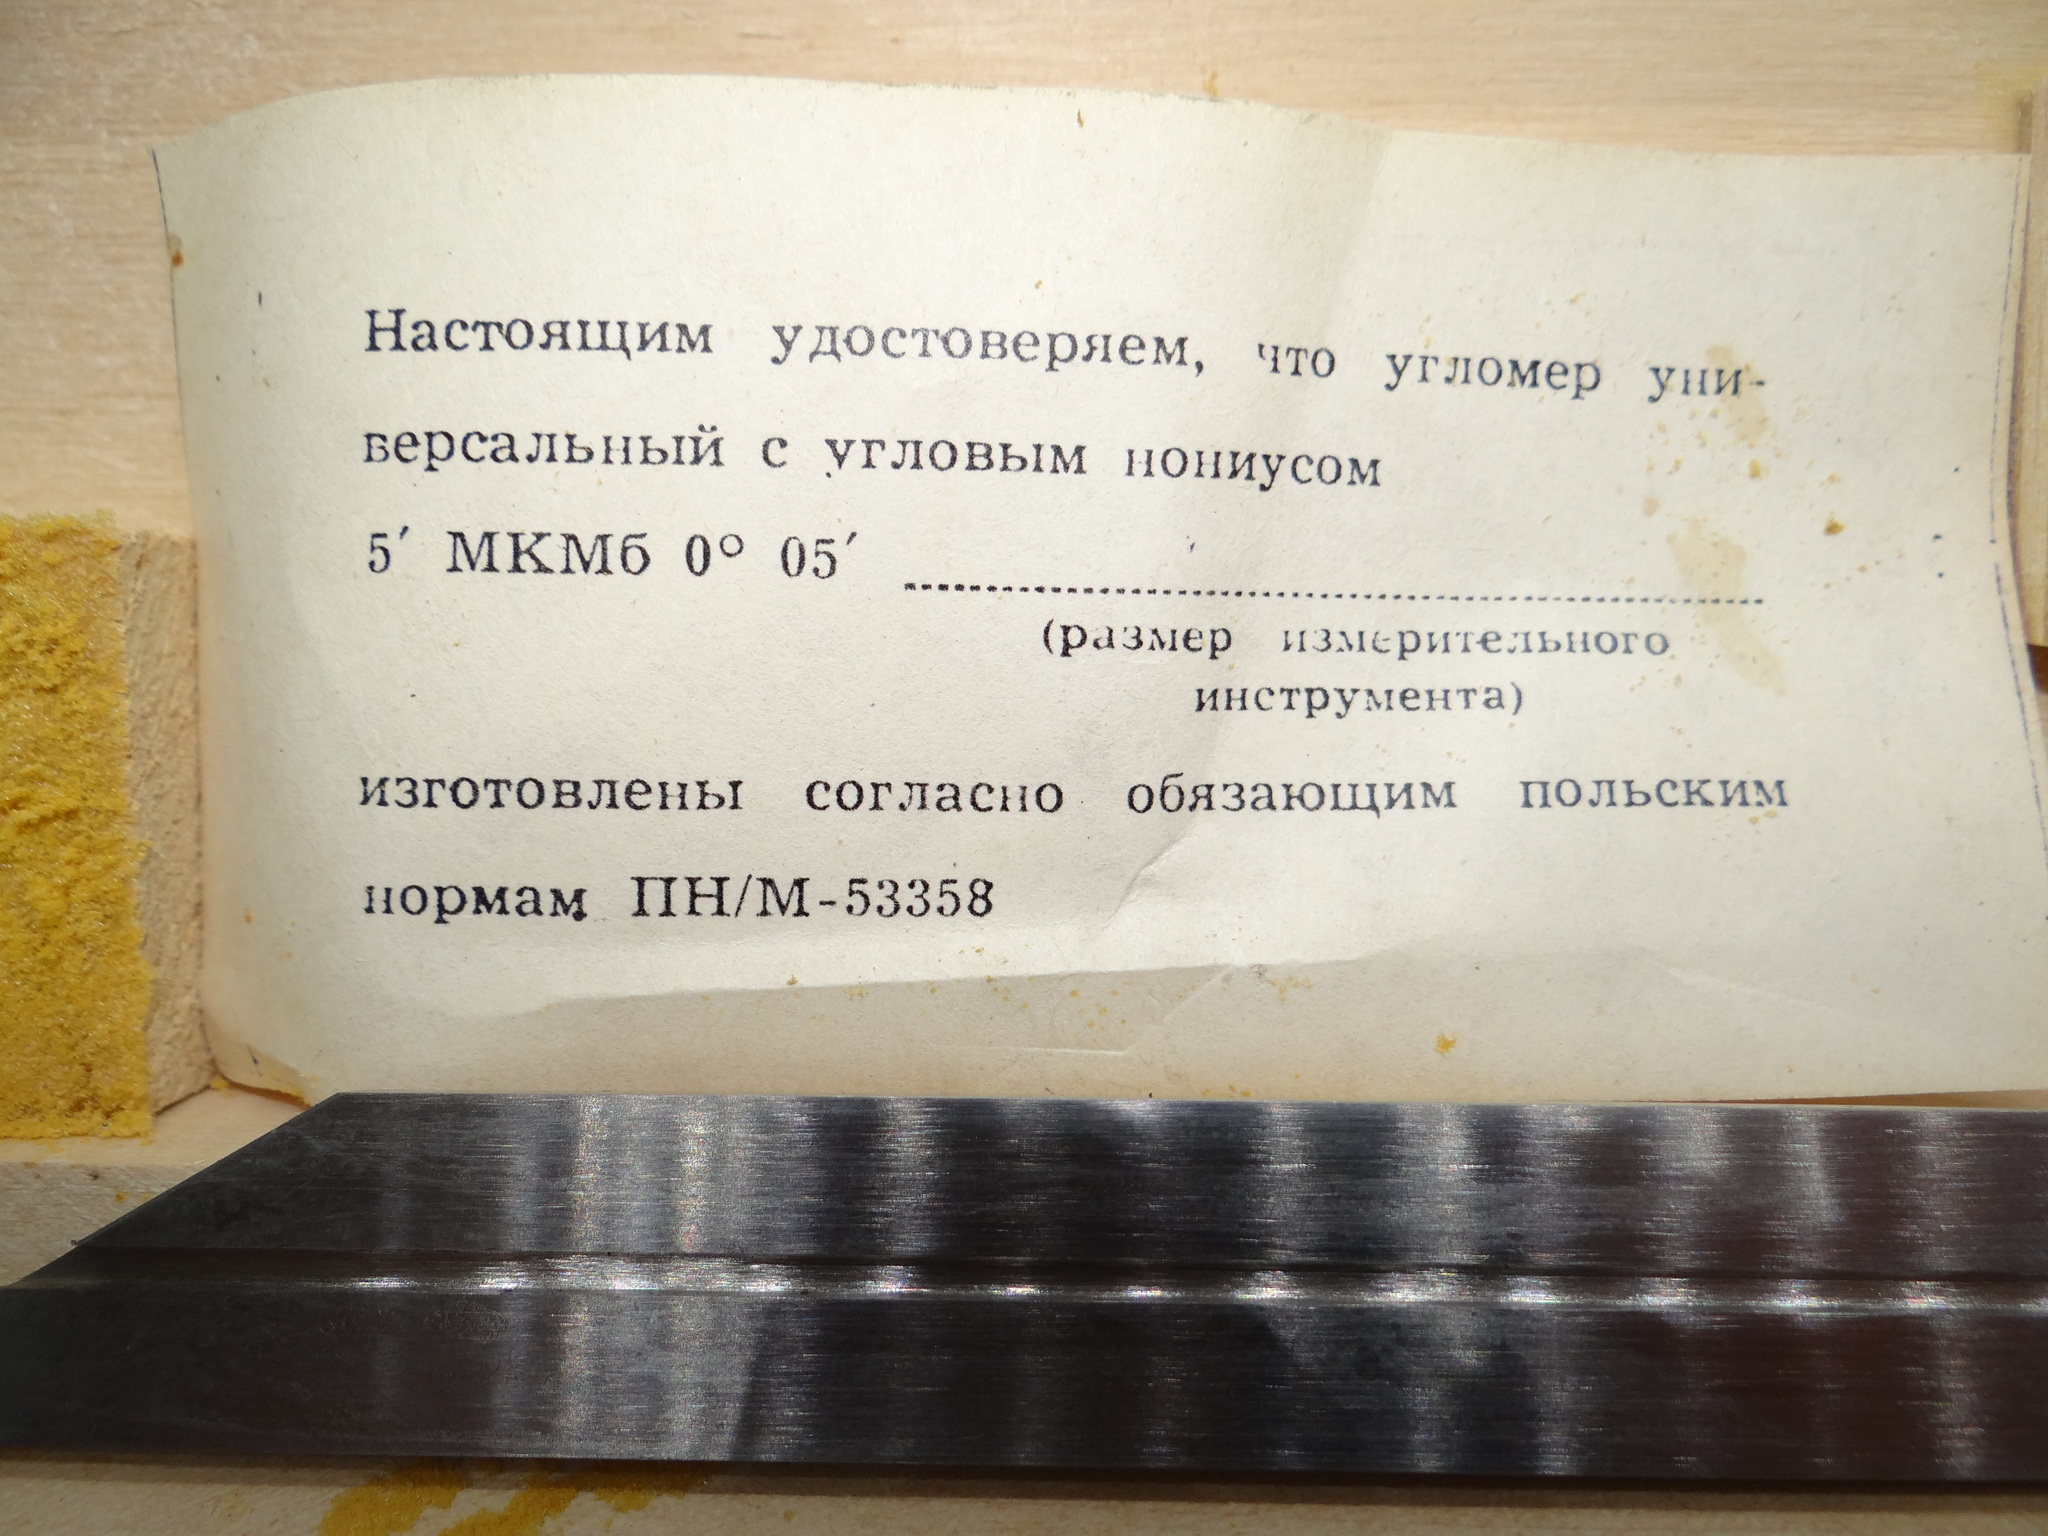 Настоящим удостоверяем, что угломер уни-
версальный с угловым нониусом
5′ МКМб 0° 05′ ........................................
(размер измерительного
инструмента)
изготовлены согласно обязающим польским
нормам ПН/М-53358